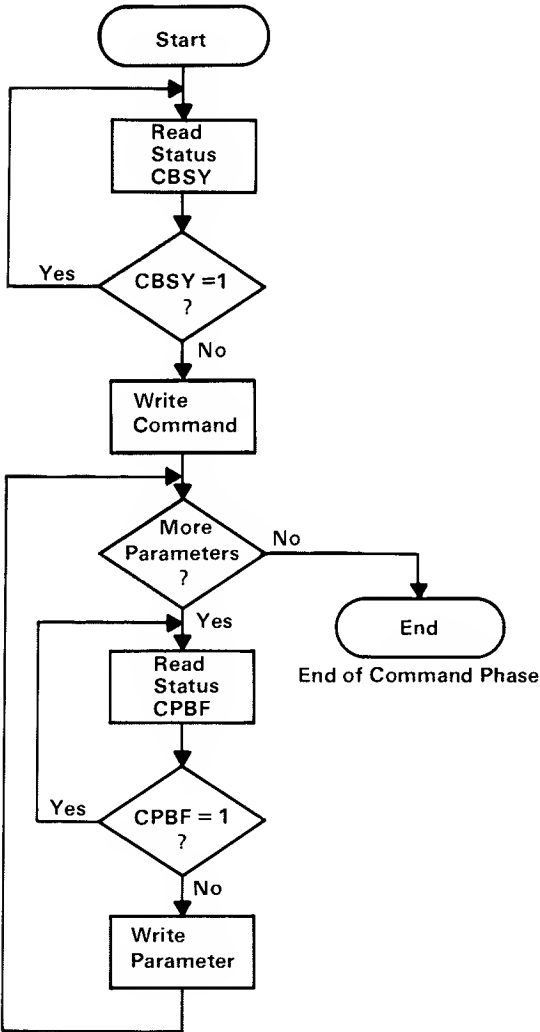 Start
Read
Status
CBSY
Yes
CBSY =1
?
No
Write
Command
More
Parameters
?
No
Yes
End
End of Command Phase
Read
Status
CPBF
Yes
CPBF = 1
?
No
Write
Parameter